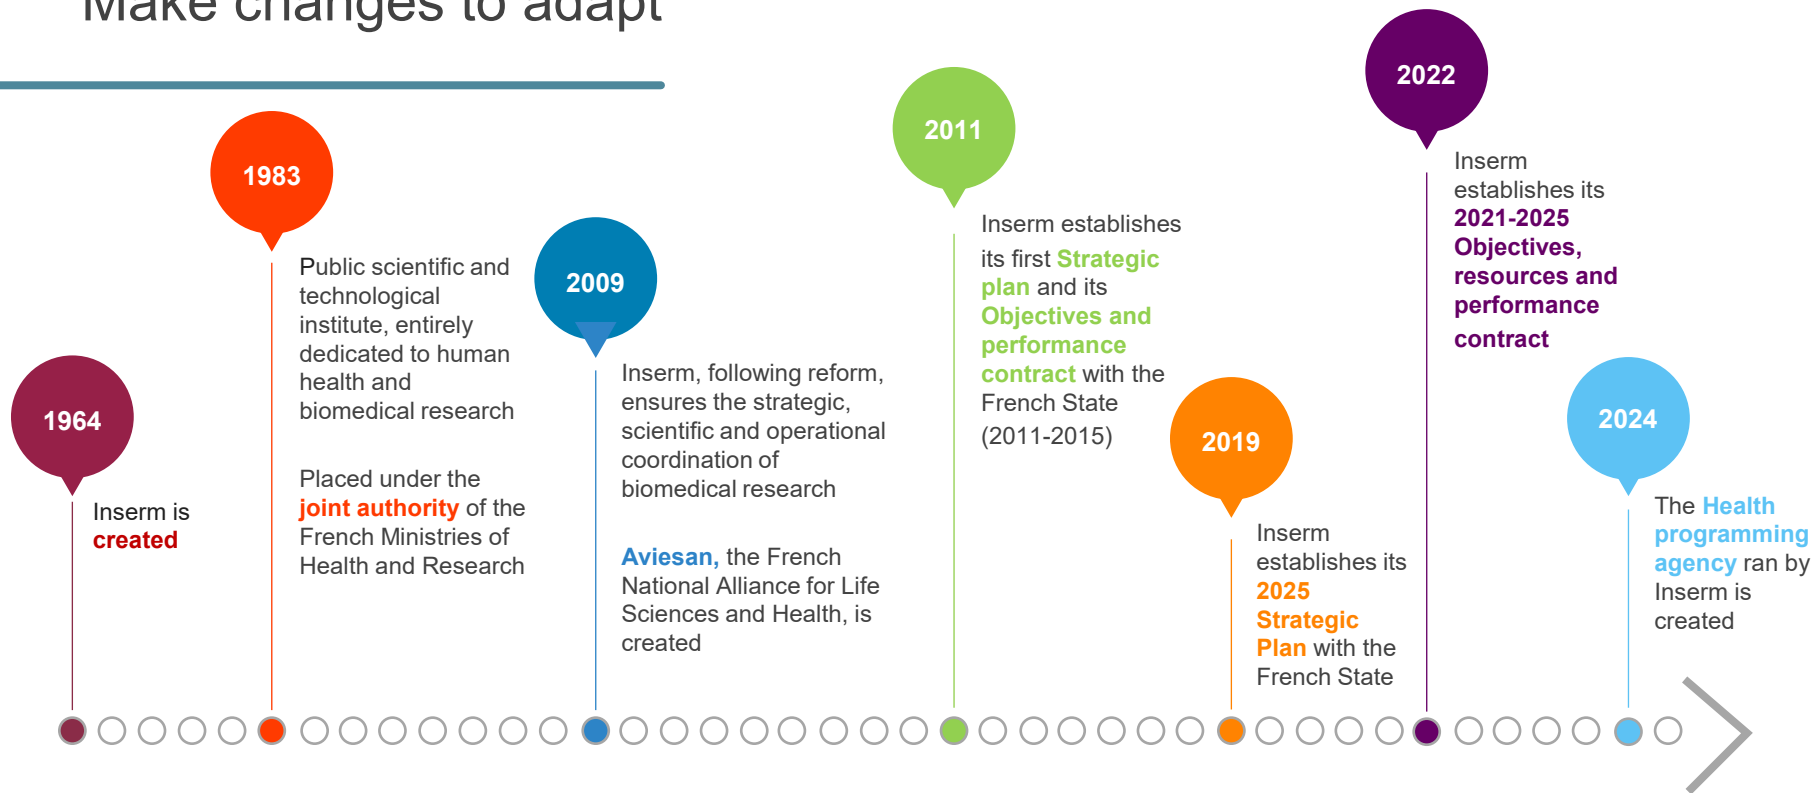 Make changes to adapt
1964
Inserm is
created
1983
Public scientific and
technological
institute, entirely
dedicated to human
health and
biomedical research
Placed under the
joint authority of the
French Ministries of
Health and Research
2009
Inserm, following reform,
ensures the strategic,
scientific and operational
coordination of
biomedical research
Aviesan, the French
National Alliance for Life
Sciences and Health, is
created
2011
Inserm establishes
its first Strategic
plan and its
Objectives and
performance
contract with the
French State
(2011-2015)
2019
Inserm
establishes its
2025
Strategic
Plan with the
French State
2022
Inserm
establishes its
2021-2025
Objectives,
resources and
performance
contract
2024
The Health
programming
agency ran by
Inserm is
created